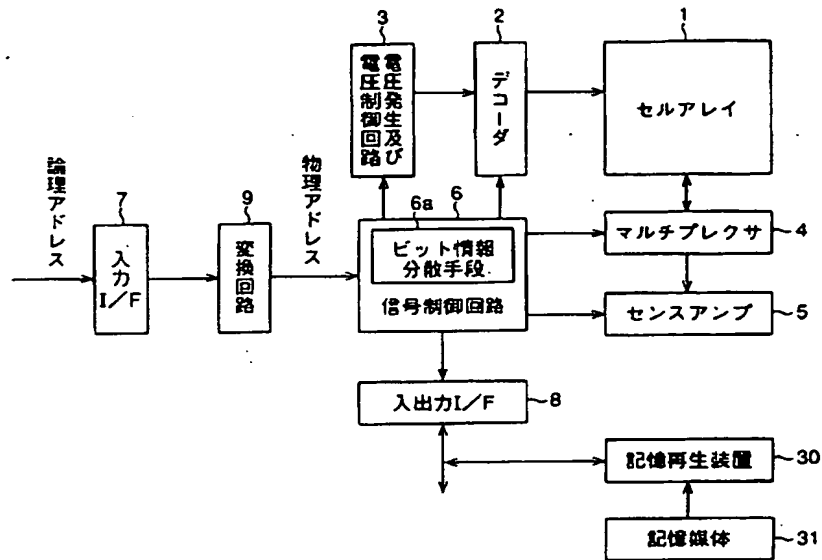 3
2
1
電圧発生及び
電圧制御回路
デコーダ
セルアレイ
論理アドレス
7
入力
I/F
9
変換回路
物理アドレス
6a
6
ビット情報
分散手段
信号制御回路
マルチプレクサ
4
センスアンプ
5
入出力I/F
8
記憶再生装置
30
記憶媒体
31